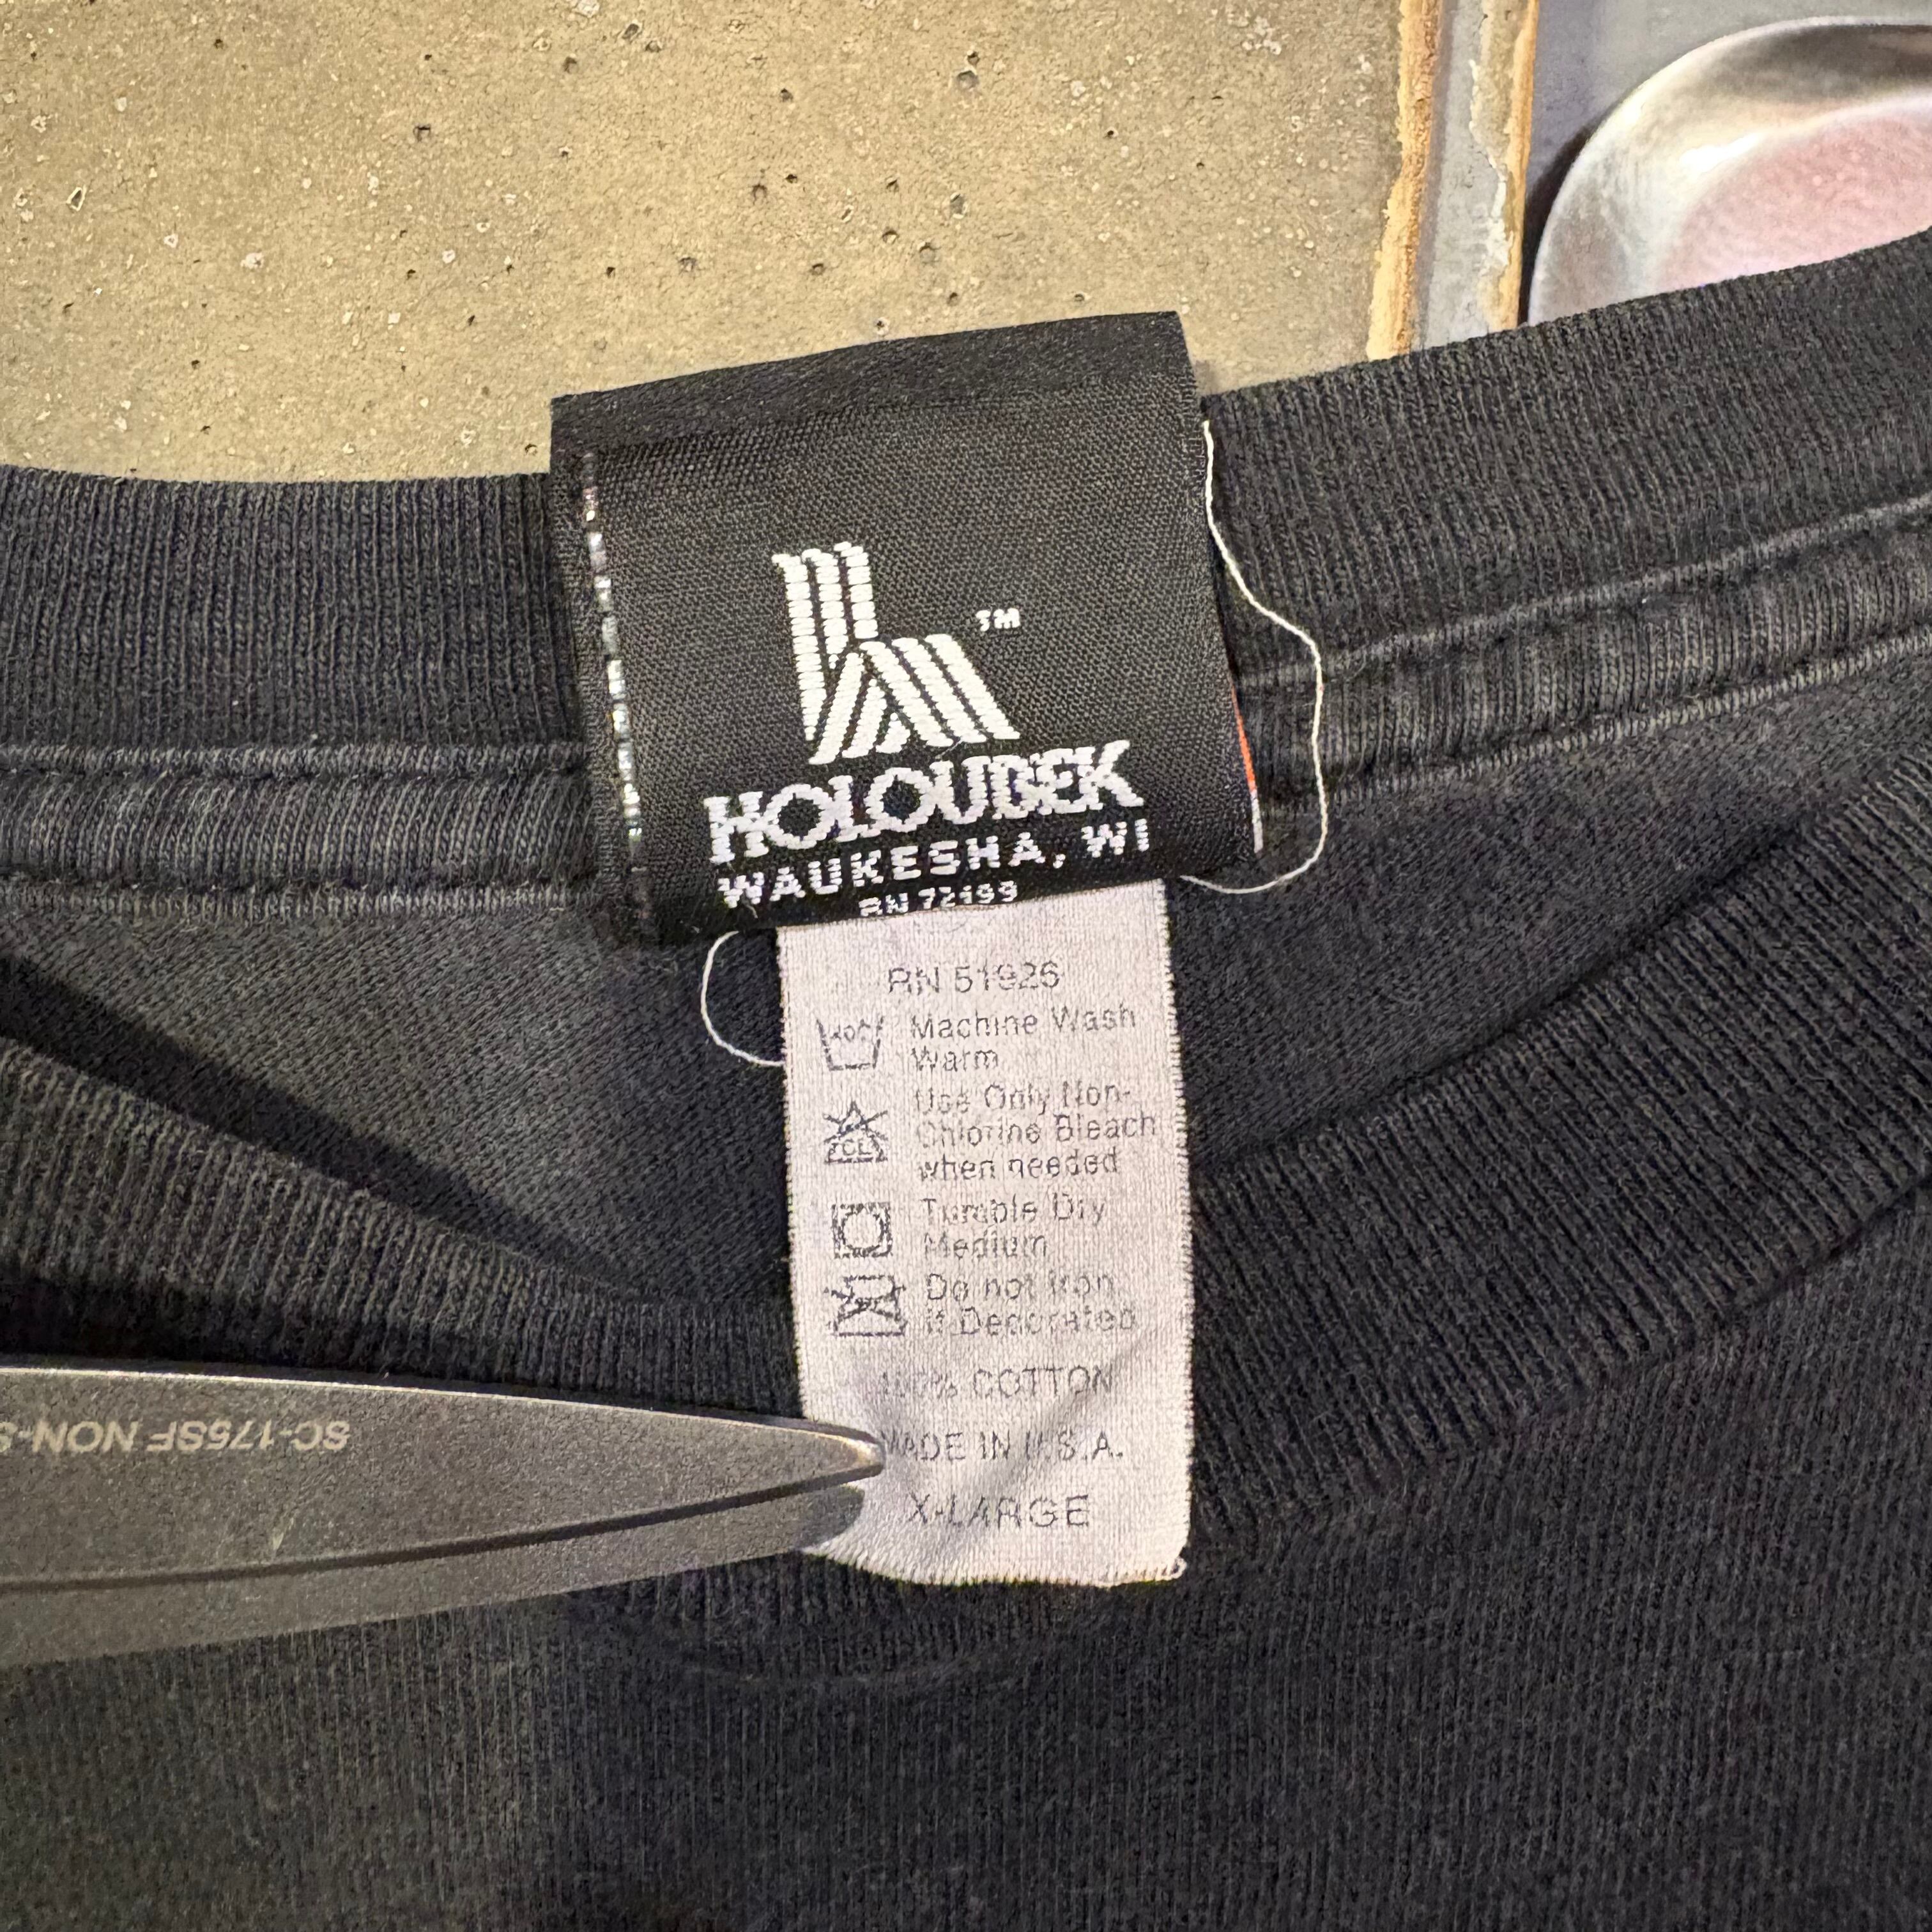 TM
HOLOUBEK
WAUKESHA, WI
RN 72199
RN 51926
Machine Wash
Warm
Use Only Non-
Chlorine Bleach
when needed
CL
Tumble Dry
Medium
Do not Iron
if Decorated
100% COTTON
MADE IN U.S.A.
X-LARGE
SC-175SF NON-S